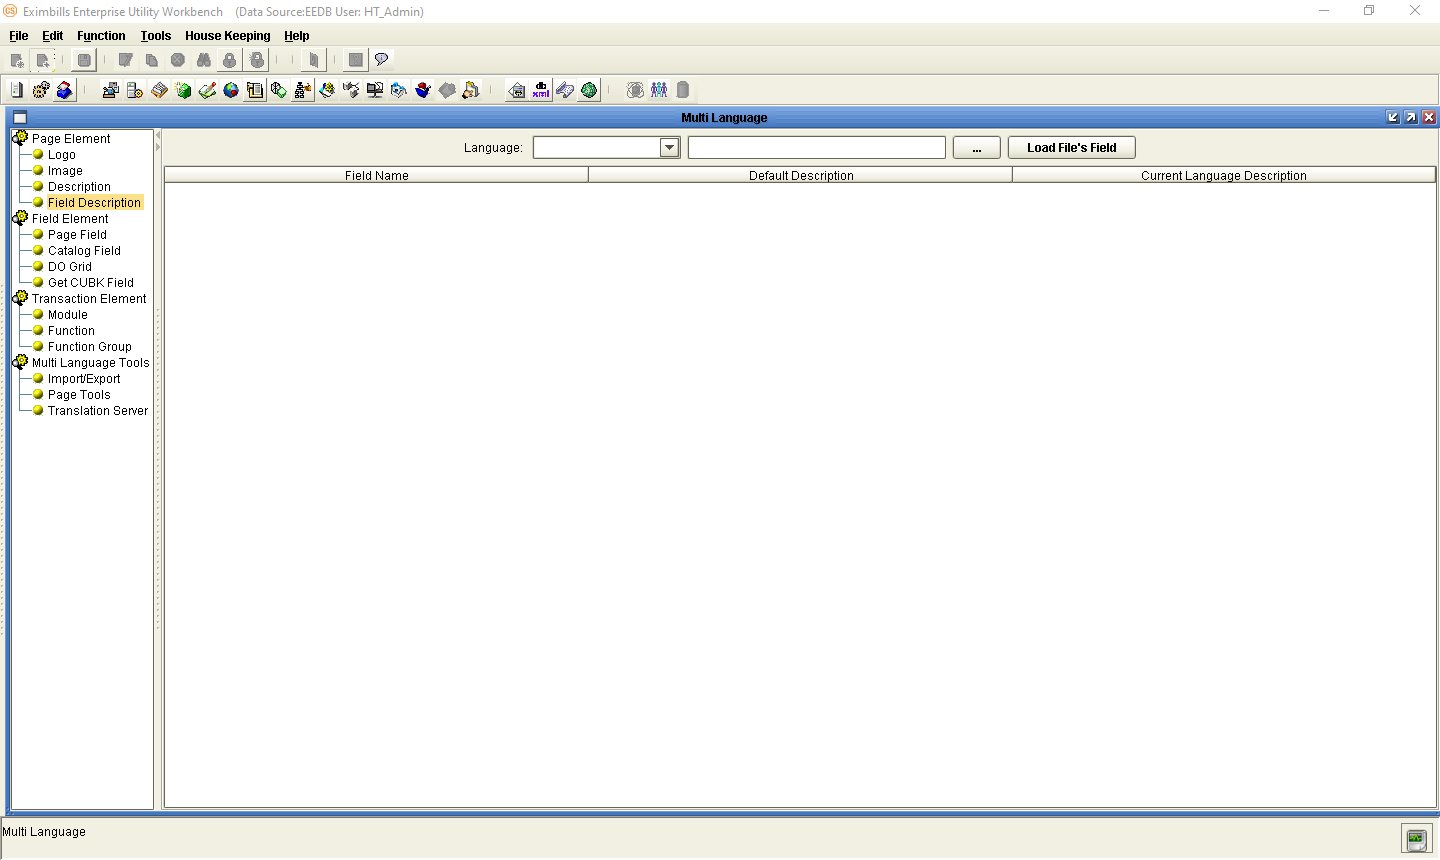 Eximbills Enterprise Utility Workbench (Data Source:EEDB User: HT_Admin)
File Edit Function Tools House Keeping Help
db
xml
Multi Language
Page Element
Logo
Image
Description
Field Description
Field Element
Page Field
Catalog Field
DO Grid
Get CUBK Field
Transaction Element
Module
Function
Function Group
Multi Language Tools
Import/Export
Page Tools
Translation Server
Language: ... Load File's Field
Field Name Default Description Current Language Description
Multi Language